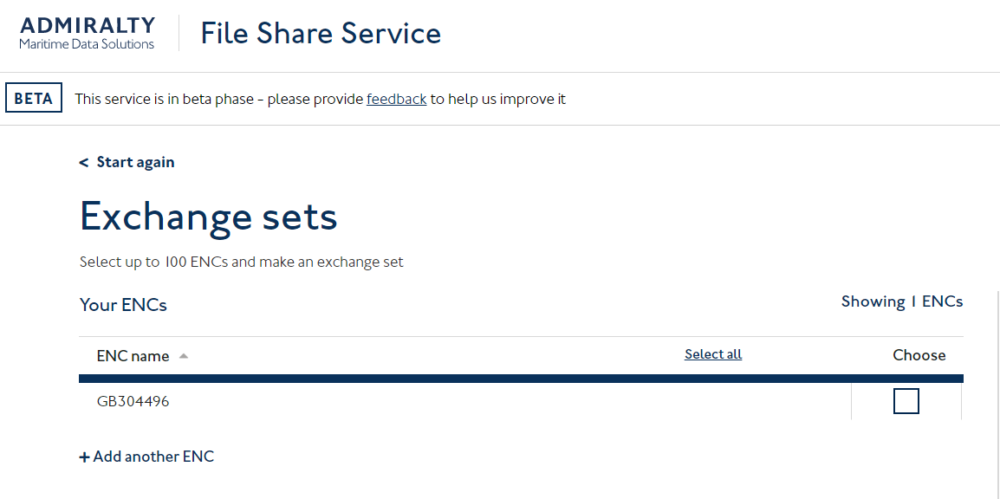 ADMIRALTY
Maritime Data Solutions
File Share Service
BETA
This service is in beta phase - please provide feedback to help us improve it
< Start again
Exchange sets
Select up to 100 ENCs and make an exchange set
Your ENCs
Showing 1 ENCs
ENC name
Select all
Choose
GB304496
+ Add another ENC